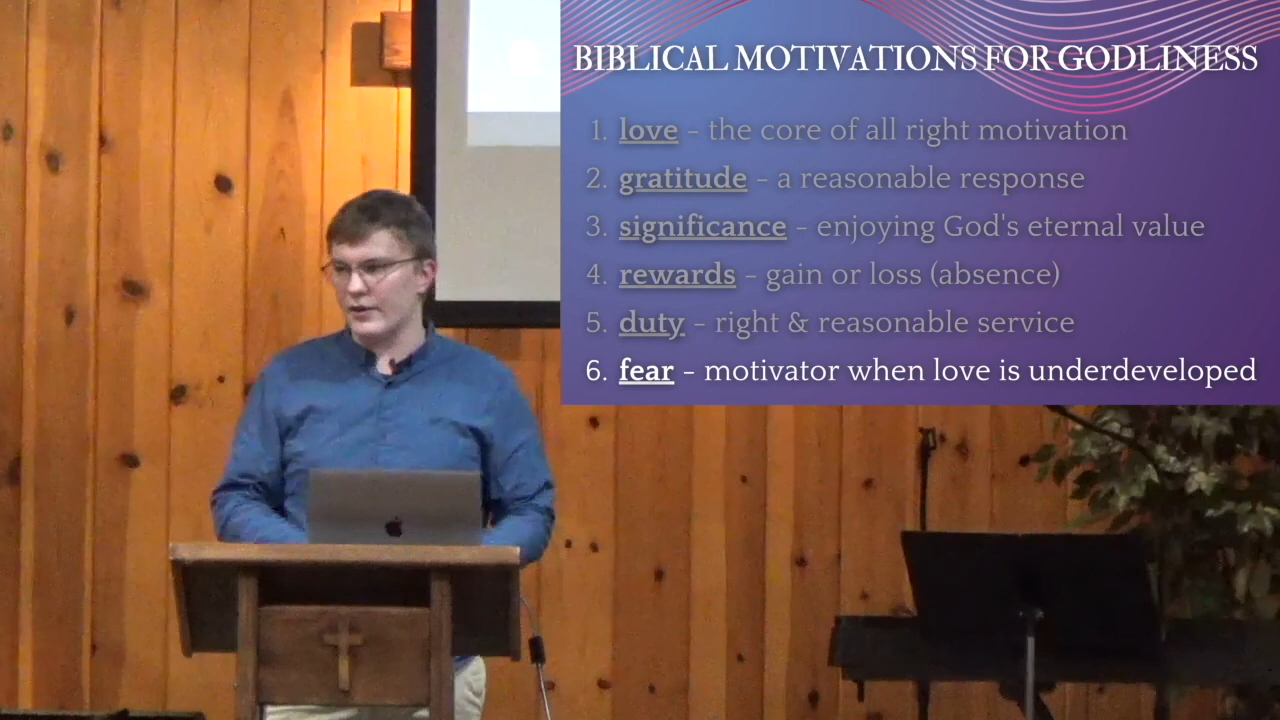 BIBLICAL MOTIVATIONS FOR GODLINESS
1. love - the core of all right motivation
2. gratitude - a reasonable response
3. significance - enjoying God's eternal value
4. rewards - gain or loss (absence)
5. duty - right & reasonable service
6. fear - motivator when love is underdeveloped